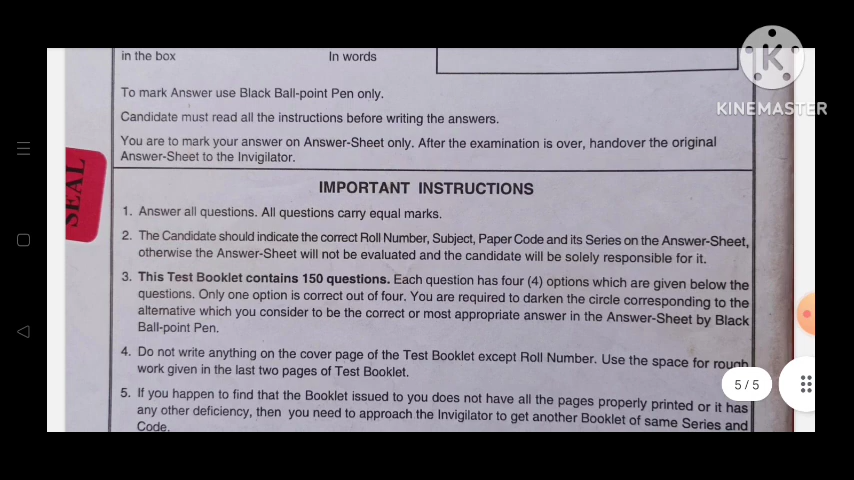 in the box In words
To mark Answer use Black Ball-point Pen only.
Candidate must read all the instructions before writing the answers.
You are to mark your answer on Answer-Sheet only. After the examination is over, handover the original
Answer-Sheet to the Invigilator.
SEAL
IMPORTANT INSTRUCTIONS
1. Answer all questions. All questions carry equal marks.
2. The Candidate should indicate the correct Roll Number, Subject, Paper Code and its Series on the Answer-Sheet,
otherwise the Answer-Sheet will not be evaluated and the candidate will be solely responsible for it.
3. This Test Booklet contains 150 questions. Each question has four (4) options which are given below the
questions. Only one option is correct out of four. You are required to darken the circle corresponding to the
alternative which you consider to be the correct or most appropriate answer in the Answer-Sheet by Black
Ball-point Pen.
4. Do not write anything on the cover page of the Test Booklet except Roll Number. Use the space for rough
work given in the last two pages of Test Booklet.
5. If you happen to find that the Booklet issued to you does not have all the pages properly printed or it has
any other deficiency, then you need to approach the Invigilator to get another Booklet of same Series and
Code.
5/5
K
KINEMASTER